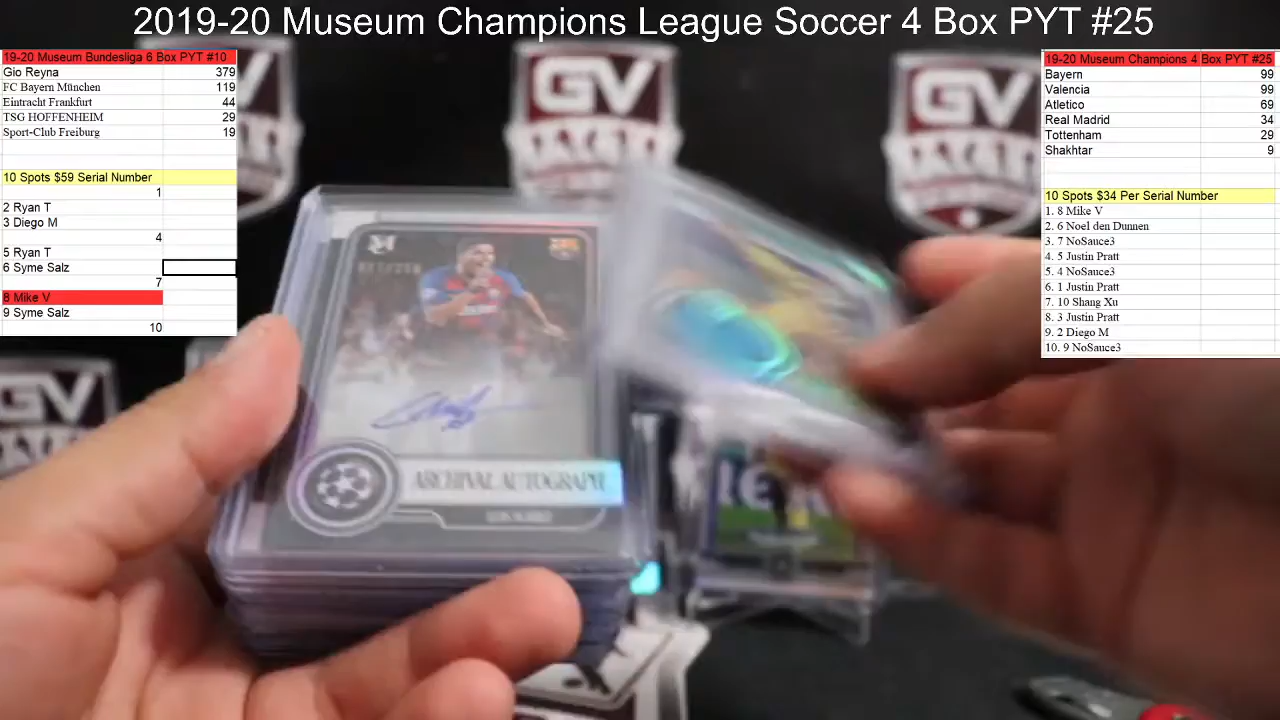 2019-20 Museum Champions League Soccer 4 Box PYT #25
19-20 Museum Bundesliga 6 Box PYT #10
Gio Reyna 379
FC Bayern München 119
Eintracht Frankfurt 44
TSG HOFFENHEIM 29
Sport-Club Freiburg 19
10 Spots $59 Serial Number
1
2 Ryan T
3 Diego M
4
5 Ryan T
6 Syme Salz
7
8 Mike V
9 Syme Salz
10
19-20 Museum Champions 4 Box PYT #25
Bayern 99
Valencia 99
Atletico 69
Real Madrid 34
Tottenham 29
Shakhtar 9
10 Spots $34 Per Serial Number
1. 8 Mike V
2. 6 Noel den Dunnen
3. 7 NoSauce3
4. 5 Justin Pratt
5. 4 NoSauce3
6. 1 Justin Pratt
7. 10 Shang Xu
8. 3 Justin Pratt
9. 2 Diego M
10. 9 NoSauce3
GV
GV
GV
GV
ARCHIVAL AUTOGRAPH